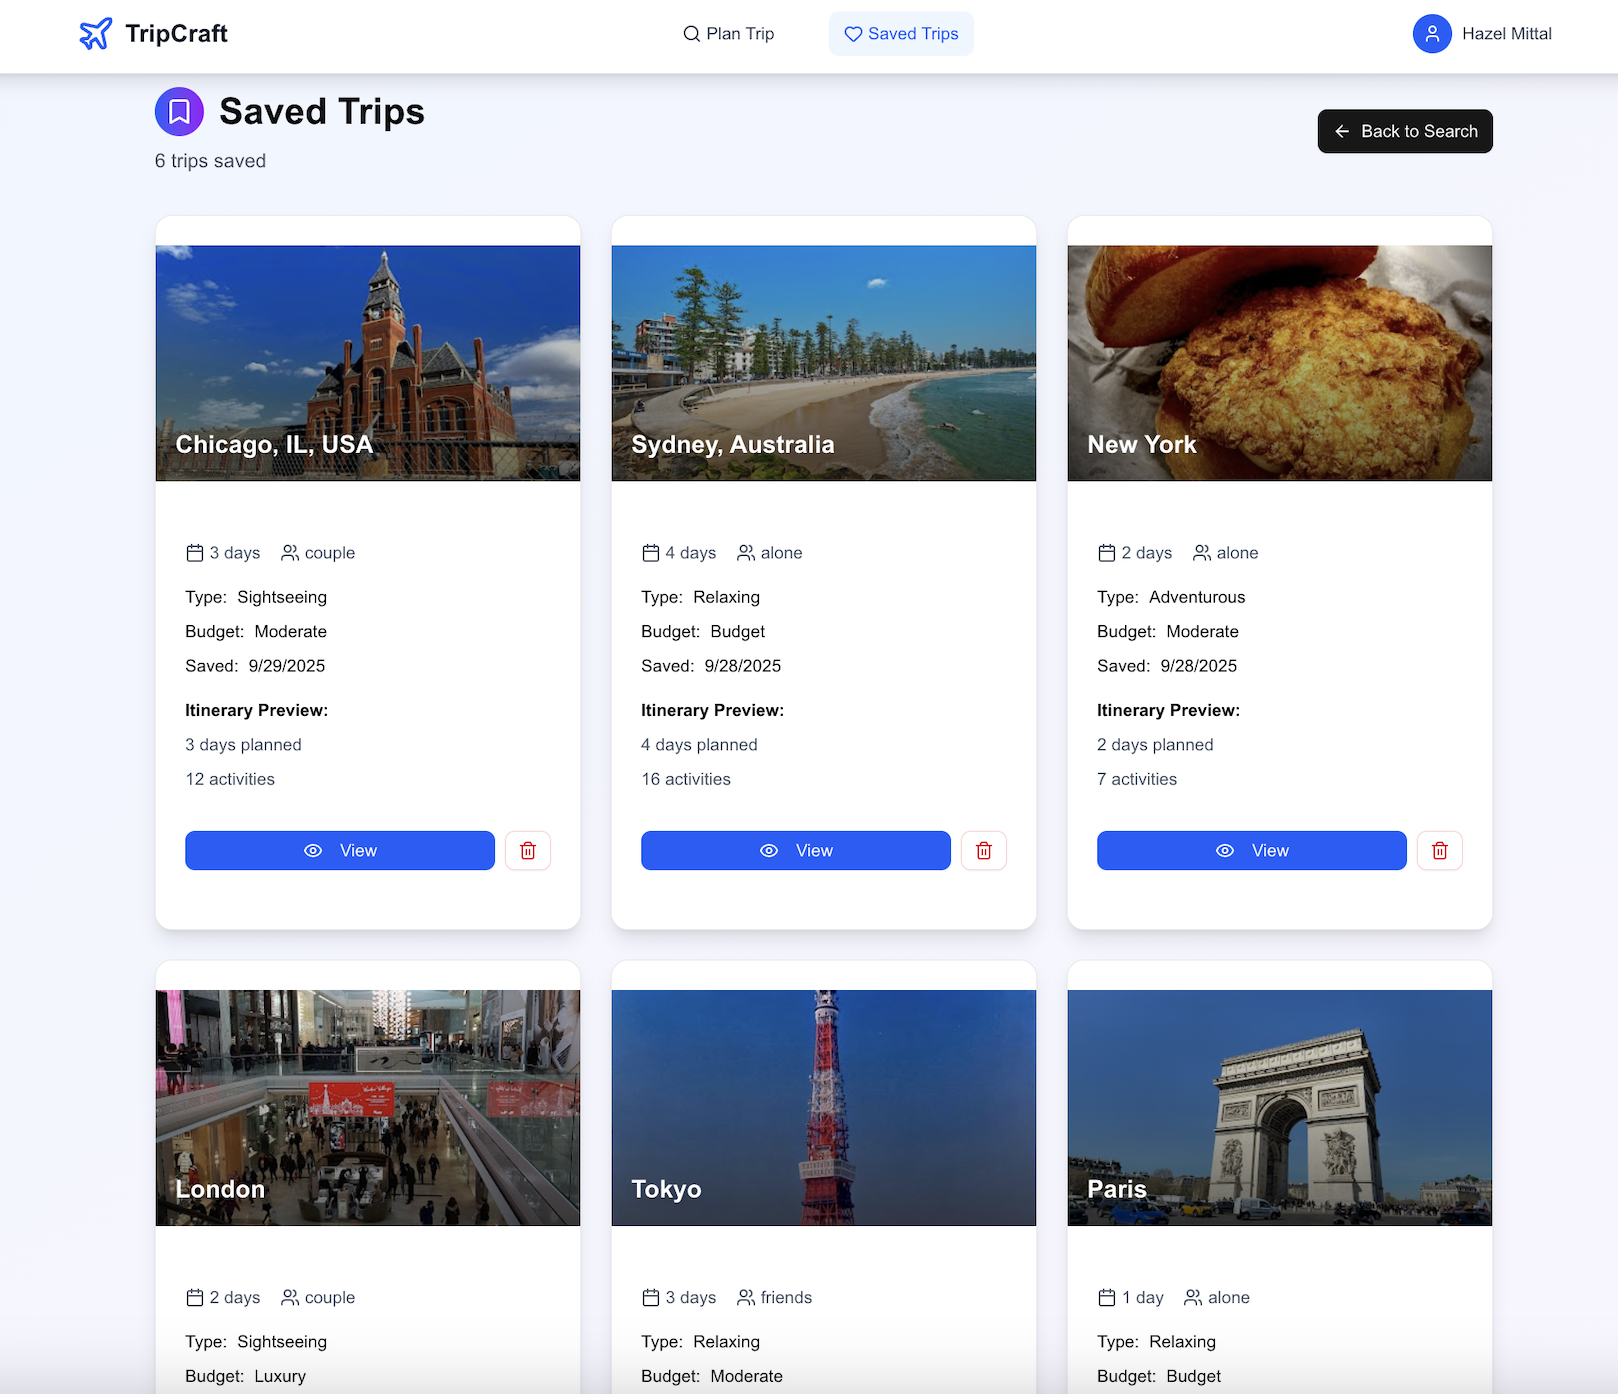 TripCraft
Plan Trip
Saved Trips
Hazel Mittal
Saved Trips
6 trips saved
Back to Search
Chicago, IL, USA
3 days couple
Type: Sightseeing
Budget: Moderate
Saved: 9/29/2025
Itinerary Preview:
3 days planned
12 activities
View
Sydney, Australia
4 days alone
Type: Relaxing
Budget: Budget
Saved: 9/28/2025
Itinerary Preview:
4 days planned
16 activities
View
New York
2 days alone
Type: Adventurous
Budget: Moderate
Saved: 9/28/2025
Itinerary Preview:
2 days planned
7 activities
View
London
2 days couple
Type: Sightseeing
Budget: Luxury
Tokyo
3 days friends
Type: Relaxing
Budget: Moderate
Paris
1 day alone
Type: Relaxing
Budget: Budget